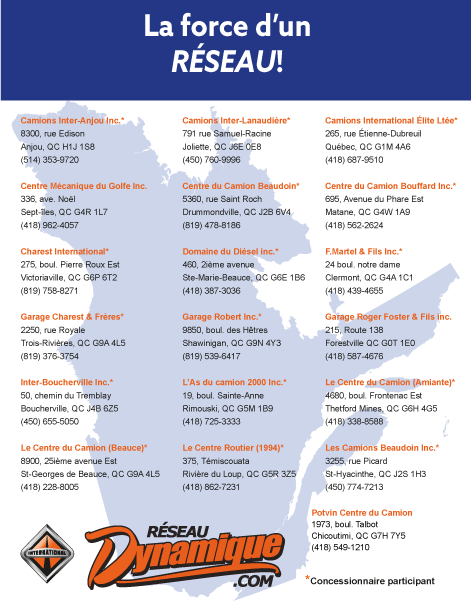 La force d'un
RÉSEAU!
Camions Inter-Anjou Inc.*
8300, rue Edison
Anjou, QC H1J 1S8
(514) 353-9720
Camions Inter-Lanaudière*
791 rue Samuel-Racine
Joliette, QC J6E 0E8
(450) 760-9996
Camions International Élite Ltée*
265, rue Étienne-Dubreuil
Québec, QC G1M 4A6
(418) 687-9510
Centre Mécanique du Golfe Inc.
336, ave. Noël
Sept-Îles, QC G4R 1L7
(418) 962-4057
Centre du Camion Beaudoin*
5360, rue Saint Roch
Drummondville, QC J2B 6V4
(819) 478-8186
Centre du Camion Bouffard Inc.*
695, Avenue du Phare Est
Matane, QC G4W 1A9
(418) 562-2624
Charest International*
275, boul. Pierre Roux Est
Victoriaville, QC G6P 6T2
(819) 758-8271
Domaine du Diésel inc.*
460, 2ième avenue
Ste-Marie-Beauce, QC G6E 1B6
(418) 387-3036
F.Martel & Fils Inc.*
24 boul. notre dame
Clermont, QC G4A 1C1
(418) 439-4655
Garage Charest & Frères*
2250, rue Royale
Trois-Rivières, QC G9A 4L5
(819) 376-3754
Garage Robert Inc.*
9850, boul. des Hêtres
Shawinigan, QC G9N 4Y3
(819) 539-6417
Garage Roger Foster & Fils inc.
215, Route 138
Forestville QC G0T 1E0
(418) 587-4676
Inter-Boucherville Inc.*
50, chemin du Tremblay
Boucherville, QC J4B 6Z5
(450) 655-5050
L'As du camion 2000 Inc.*
19, boul. Sainte-Anne
Rimouski, QC G5M 1B9
(418) 725-3333
Le Centre du Camion (Amiante)*
4680, boul. Frontenac Est
Thetford Mines, QC G6H 4G5
(418) 338-8588
Le Centre du Camion (Beauce)*
8900, 25ième avenue Est
St-Georges de Beauce, QC G9A 4L5
(418) 228-8005
Le Centre Routier (1994)*
375, Témiscouata
Rivière du Loup, QC G5R 3Z5
(418) 862-7231
Les Camions Beaudoin Inc.*
3255, rue Picard
St-Hyacinthe, QC J2S 1H3
(450) 774-7213
Potvin Centre du Camion
1973, boul. Talbot
Chicoutimi, QC G7H 7Y5
(418) 549-1210
INTERNATIONAL
RÉSEAU
Dynamique
.COM
*Concessionnaire participant